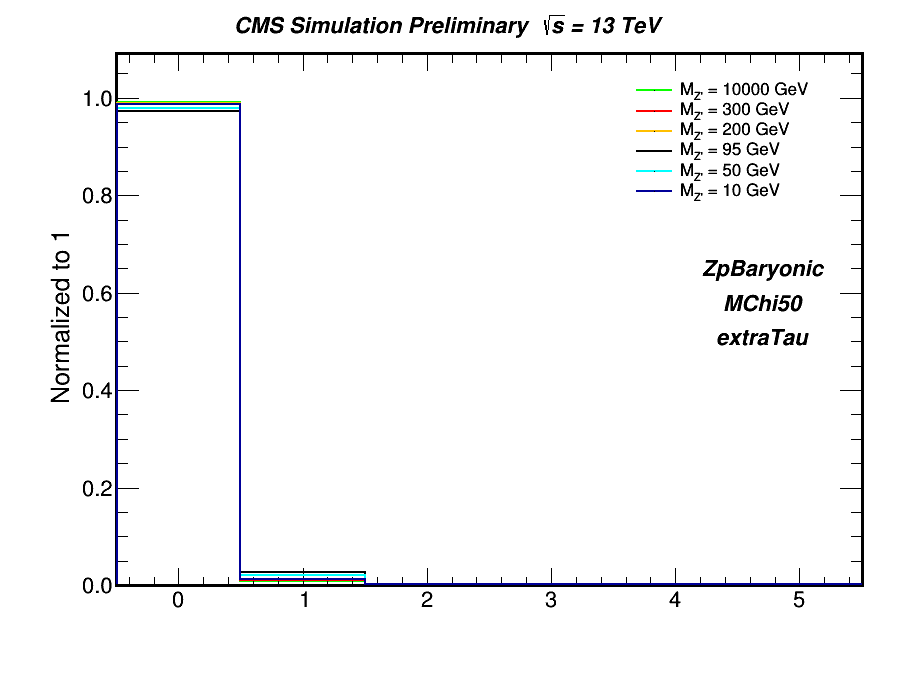 CMS Simulation Preliminary √s = 13 TeV
Normalized to 1
1.0
0.8
0.6
0.4
0.2
0.0
0 1 2 3 4 5
M_Z' = 10000 GeV
M_Z' = 300 GeV
M_Z' = 200 GeV
M_Z' = 95 GeV
M_Z' = 50 GeV
M_Z' = 10 GeV
ZpBaryonic
MChi50
extraTau